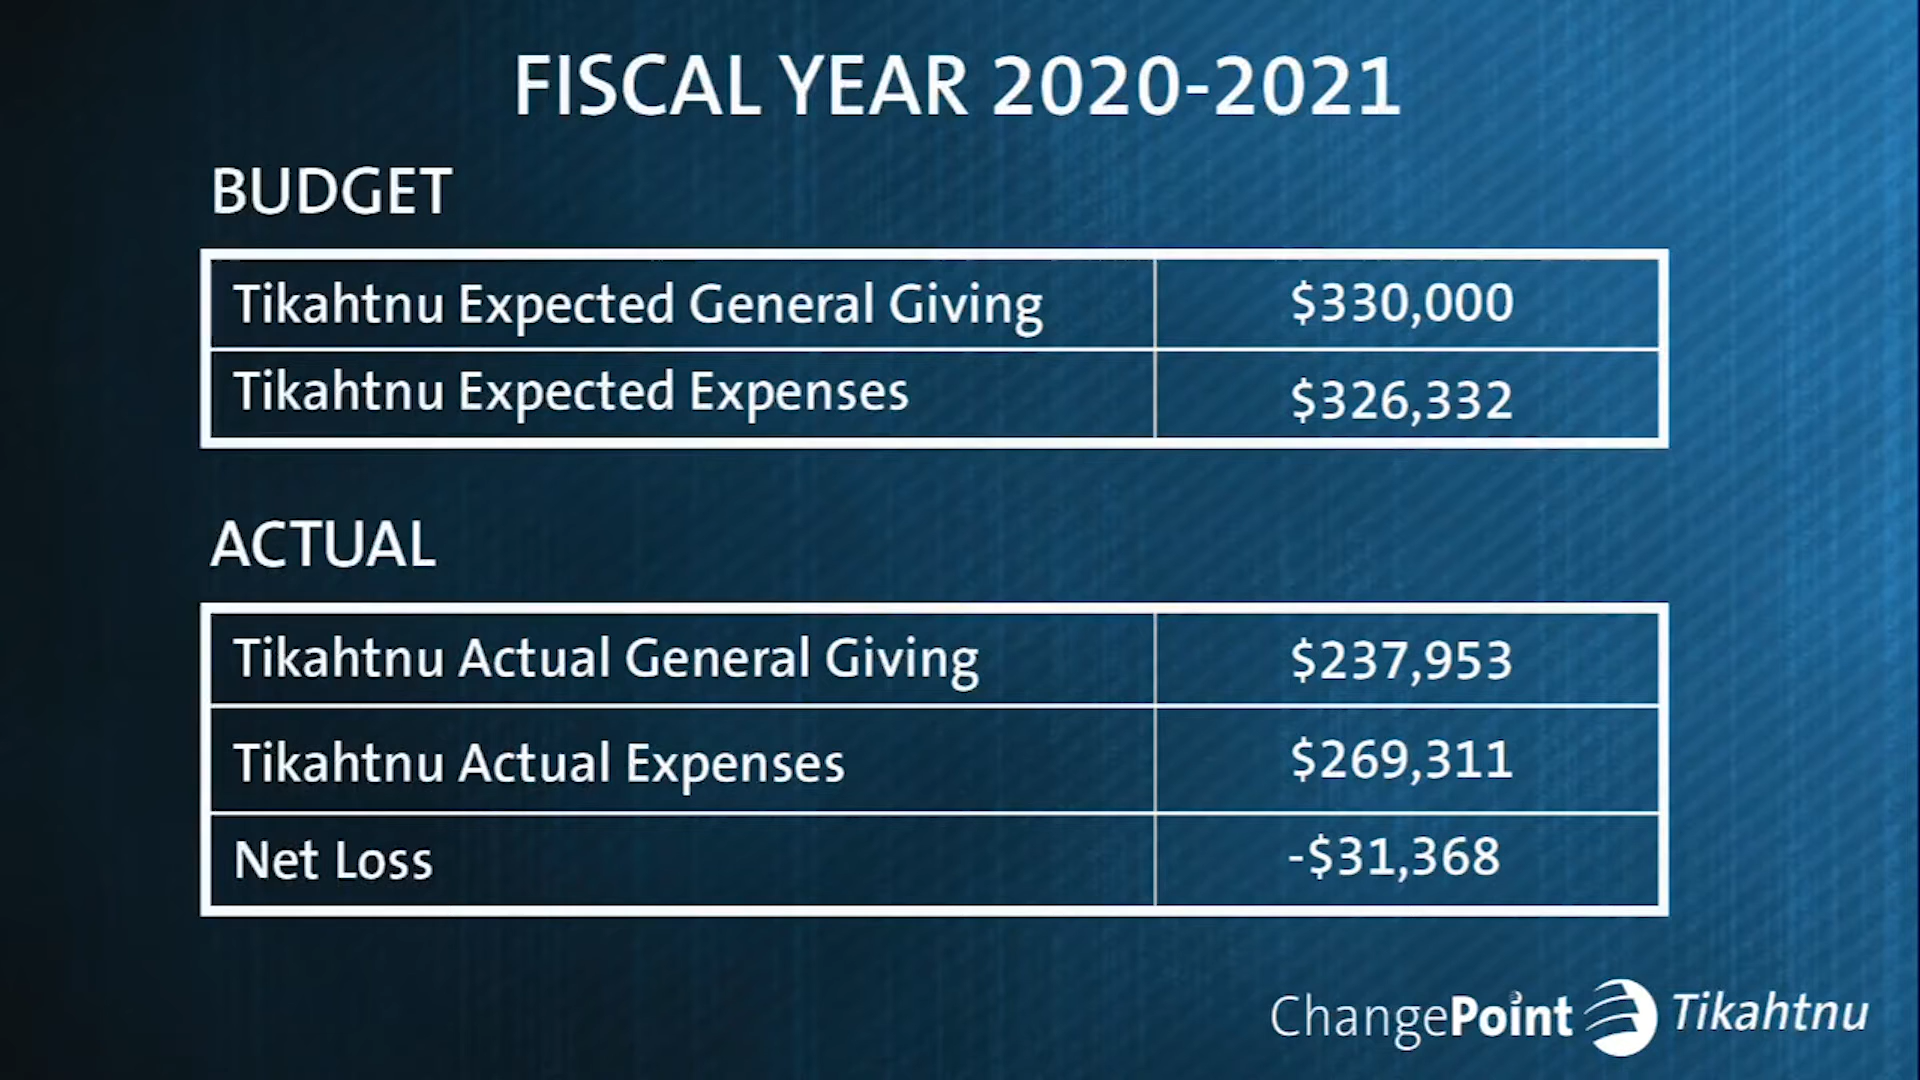 FISCAL YEAR 2020-2021
BUDGET
Tikahtnu Expected General Giving $330,000
Tikahtnu Expected Expenses $326,332
ACTUAL
Tikahtnu Actual General Giving $237,953
Tikahtnu Actual Expenses $269,311
Net Loss -$31,368
ChangePoint Tikahtnu